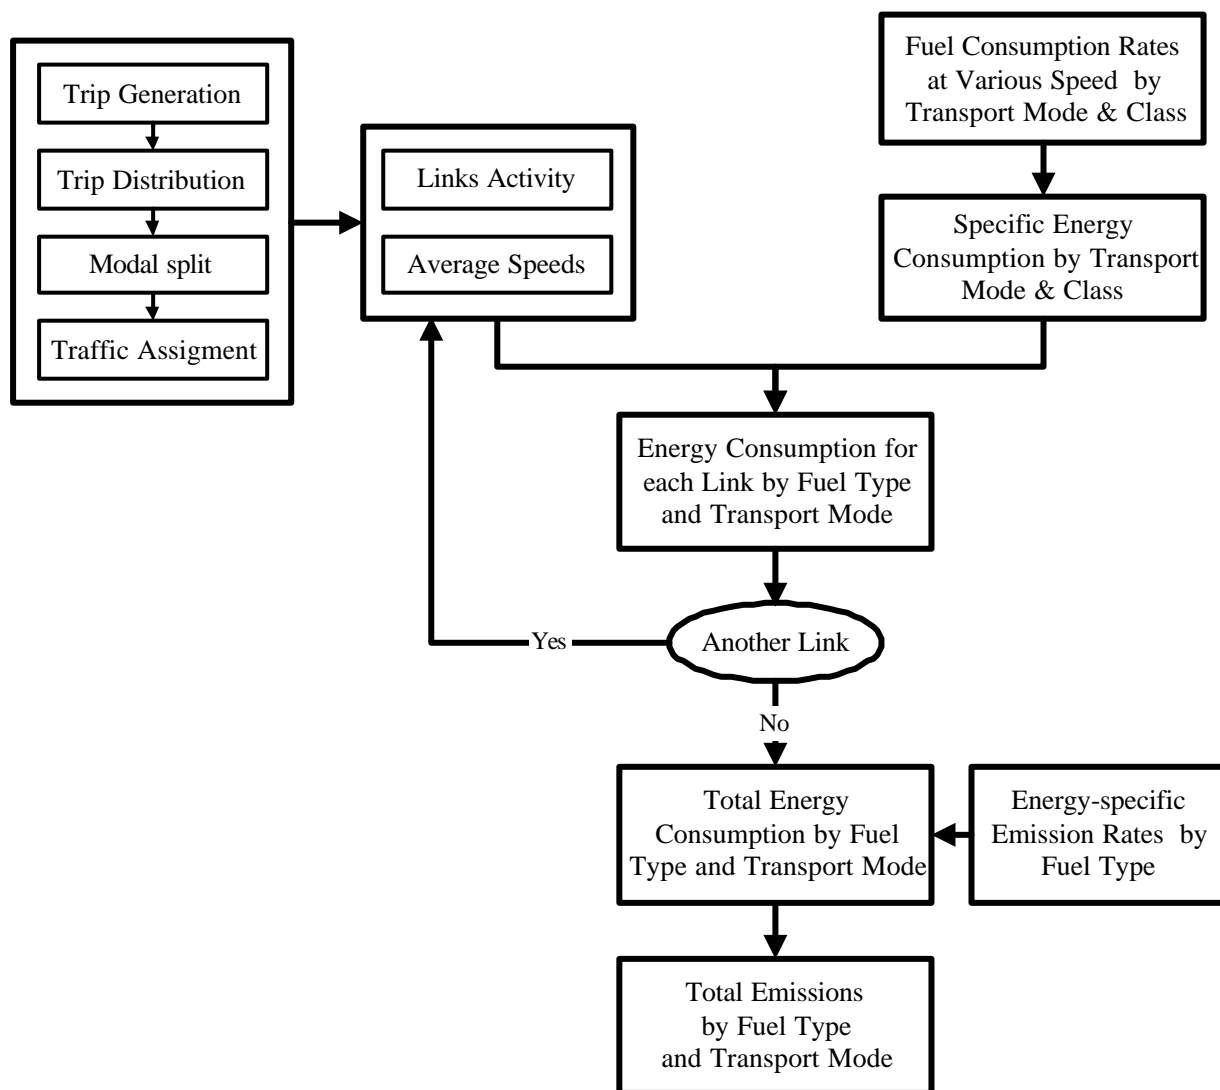 Trip Generation
Trip Distribution
Modal split
Traffic Assigment
Links Activity
Average Speeds
Fuel Consumption Rates
at Various Speed by
Transport Mode & Class
Specific Energy
Consumption by Transport
Mode & Class
Energy Consumption for
each Link by Fuel Type
and Transport Mode
Another Link
Yes
No
Total Energy
Consumption by Fuel
Type and Transport Mode
Energy-specific
Emission Rates by
Fuel Type
Total Emissions
by Fuel Type
and Transport Mode